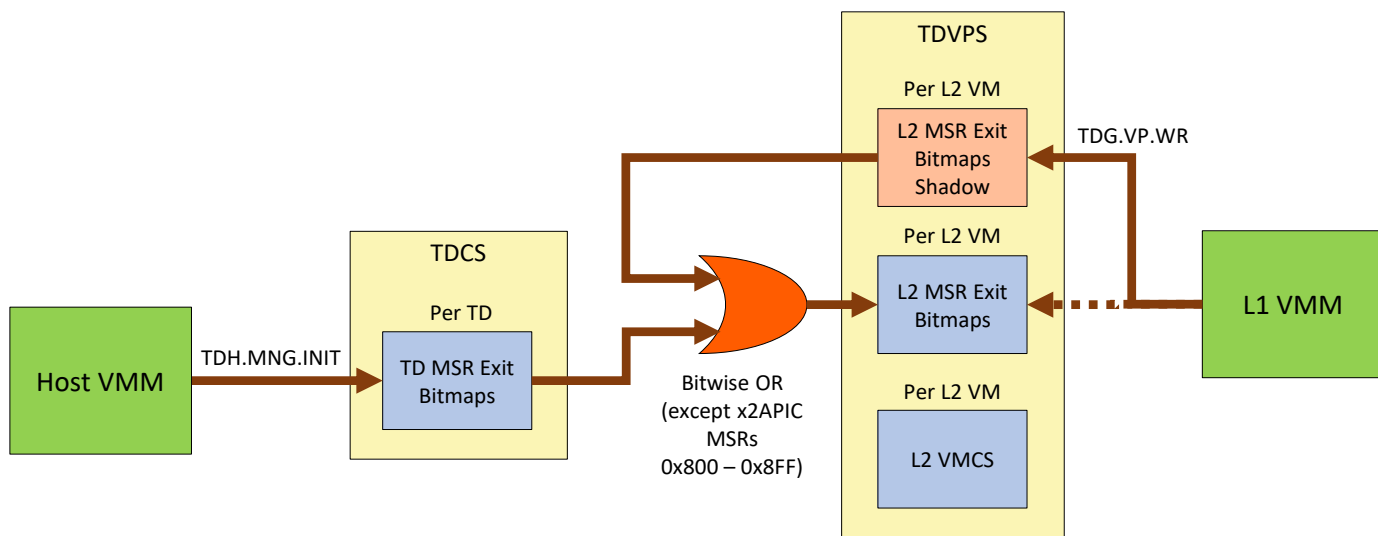 TDVPS
Per L2 VM
L2 MSR Exit
Bitmaps
Shadow
TDG.VP.WR
TDCS
Per L2 VM
Per TD
L2 MSR Exit
Bitmaps
L1 VMM
Host VMM
TDH.MNG.INIT
TD MSR Exit
Bitmaps
Bitwise OR
(except x2APIC
MSRs
0x800 – 0x8FF)
Per L2 VM
L2 VMCS